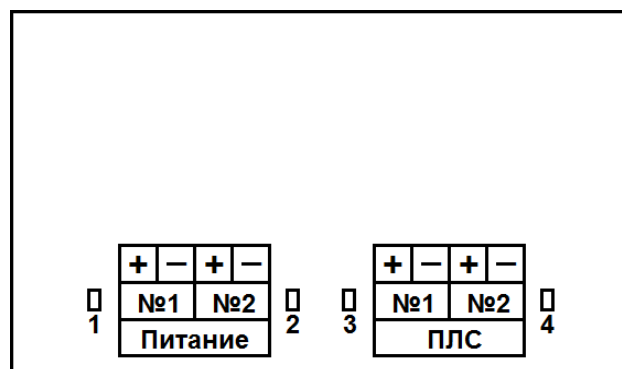 + – + – + – + –
№1 №2 №1 №2
1 2 3 4
Питание ПЛС